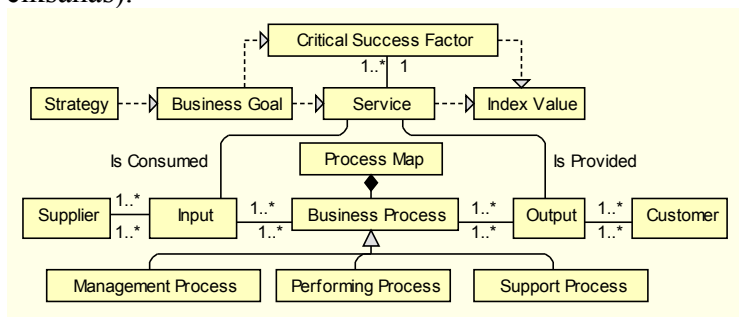 Critical Success Factor
1..* 1
Strategy Business Goal Service Index Value
Is Consumed Process Map Is Provided
Supplier 1..* 1..* Input 1..* 1..* Business Process 1..* 1..* Output 1..* 1..* Customer
Management Process Performing Process Support Process